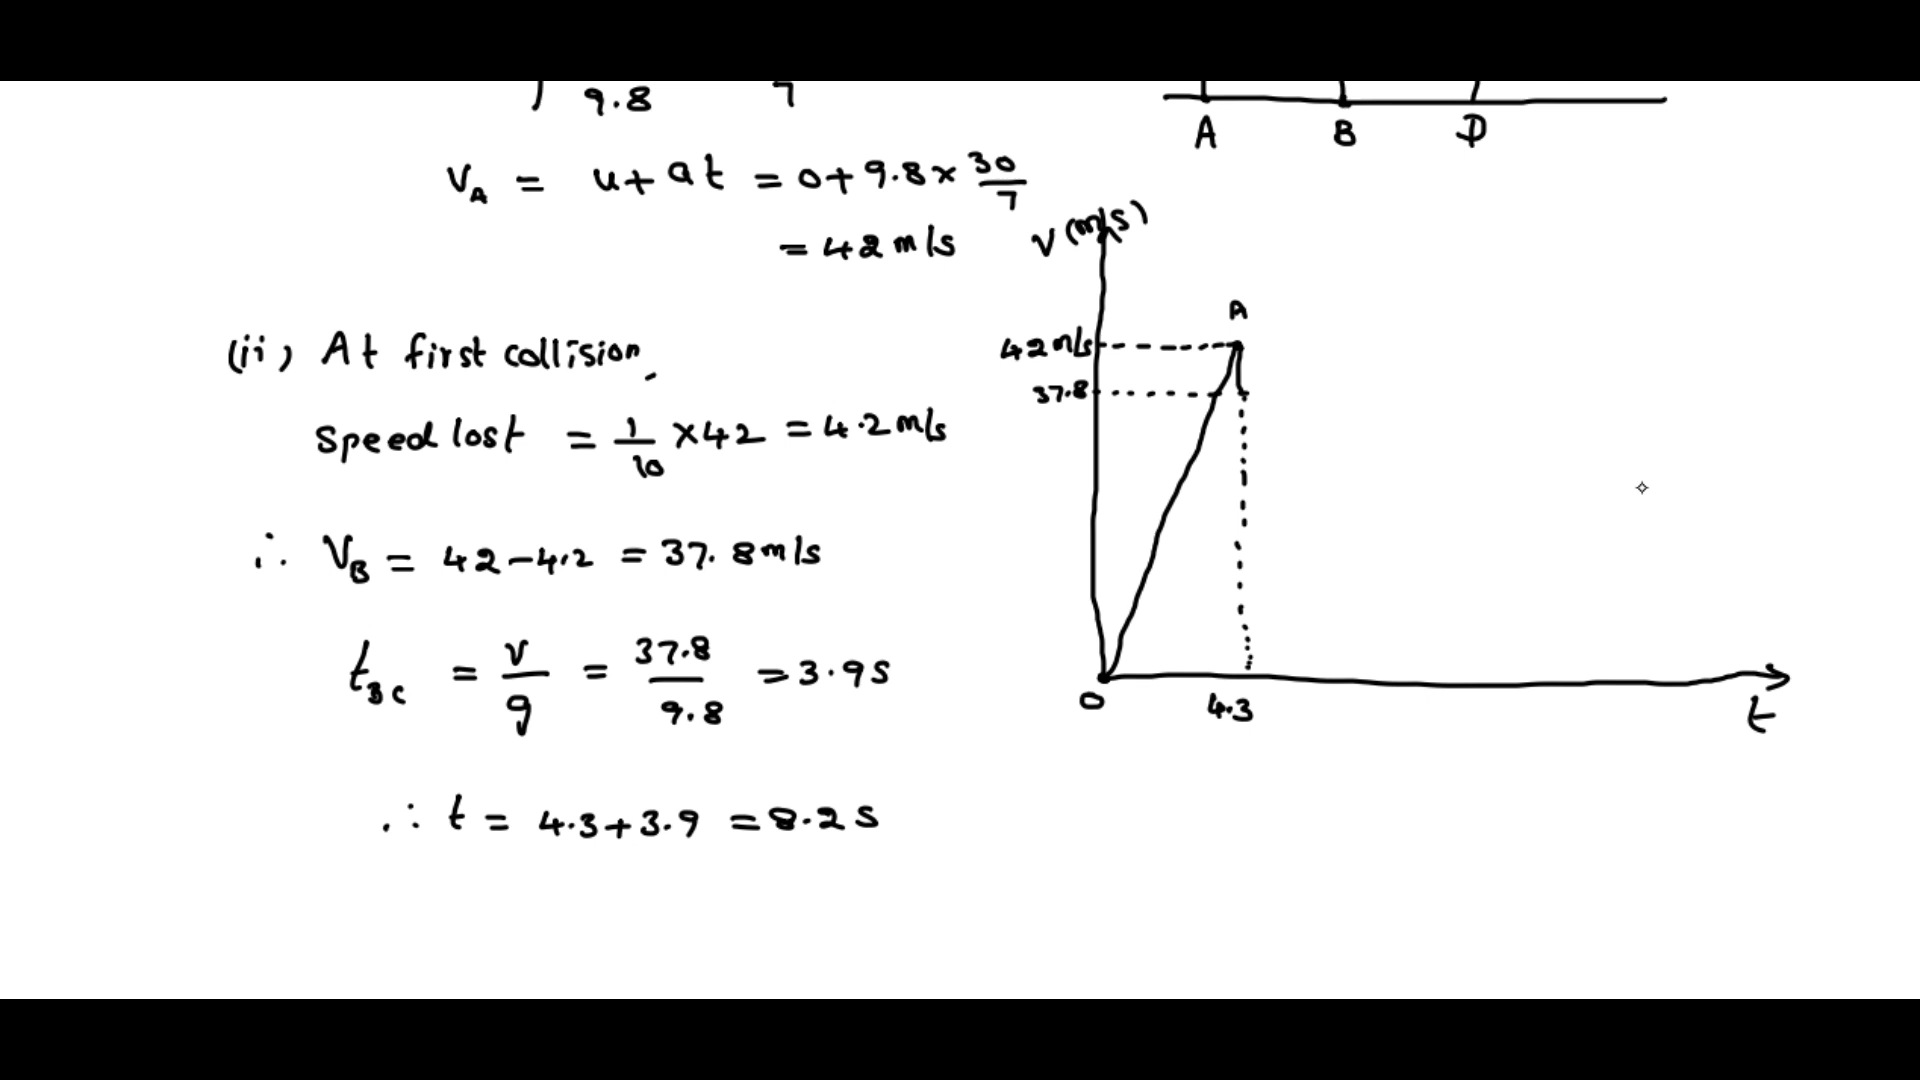 9.8 7
A B D
V_A = u + at = 0 + 9.8 × 30/7
= 42 m/s
(ii) At first collision,
Speed lost = 1/10 × 42 = 4.2 m/s
∴ V_B = 42 - 4.2 = 37.8 m/s
t_BC = v/g = 37.8/9.8 = 3.9 s
∴ t = 4.3 + 3.9 = 8.2 s
V (m/s)
A
42 m/s
37.8
0 4.3 t